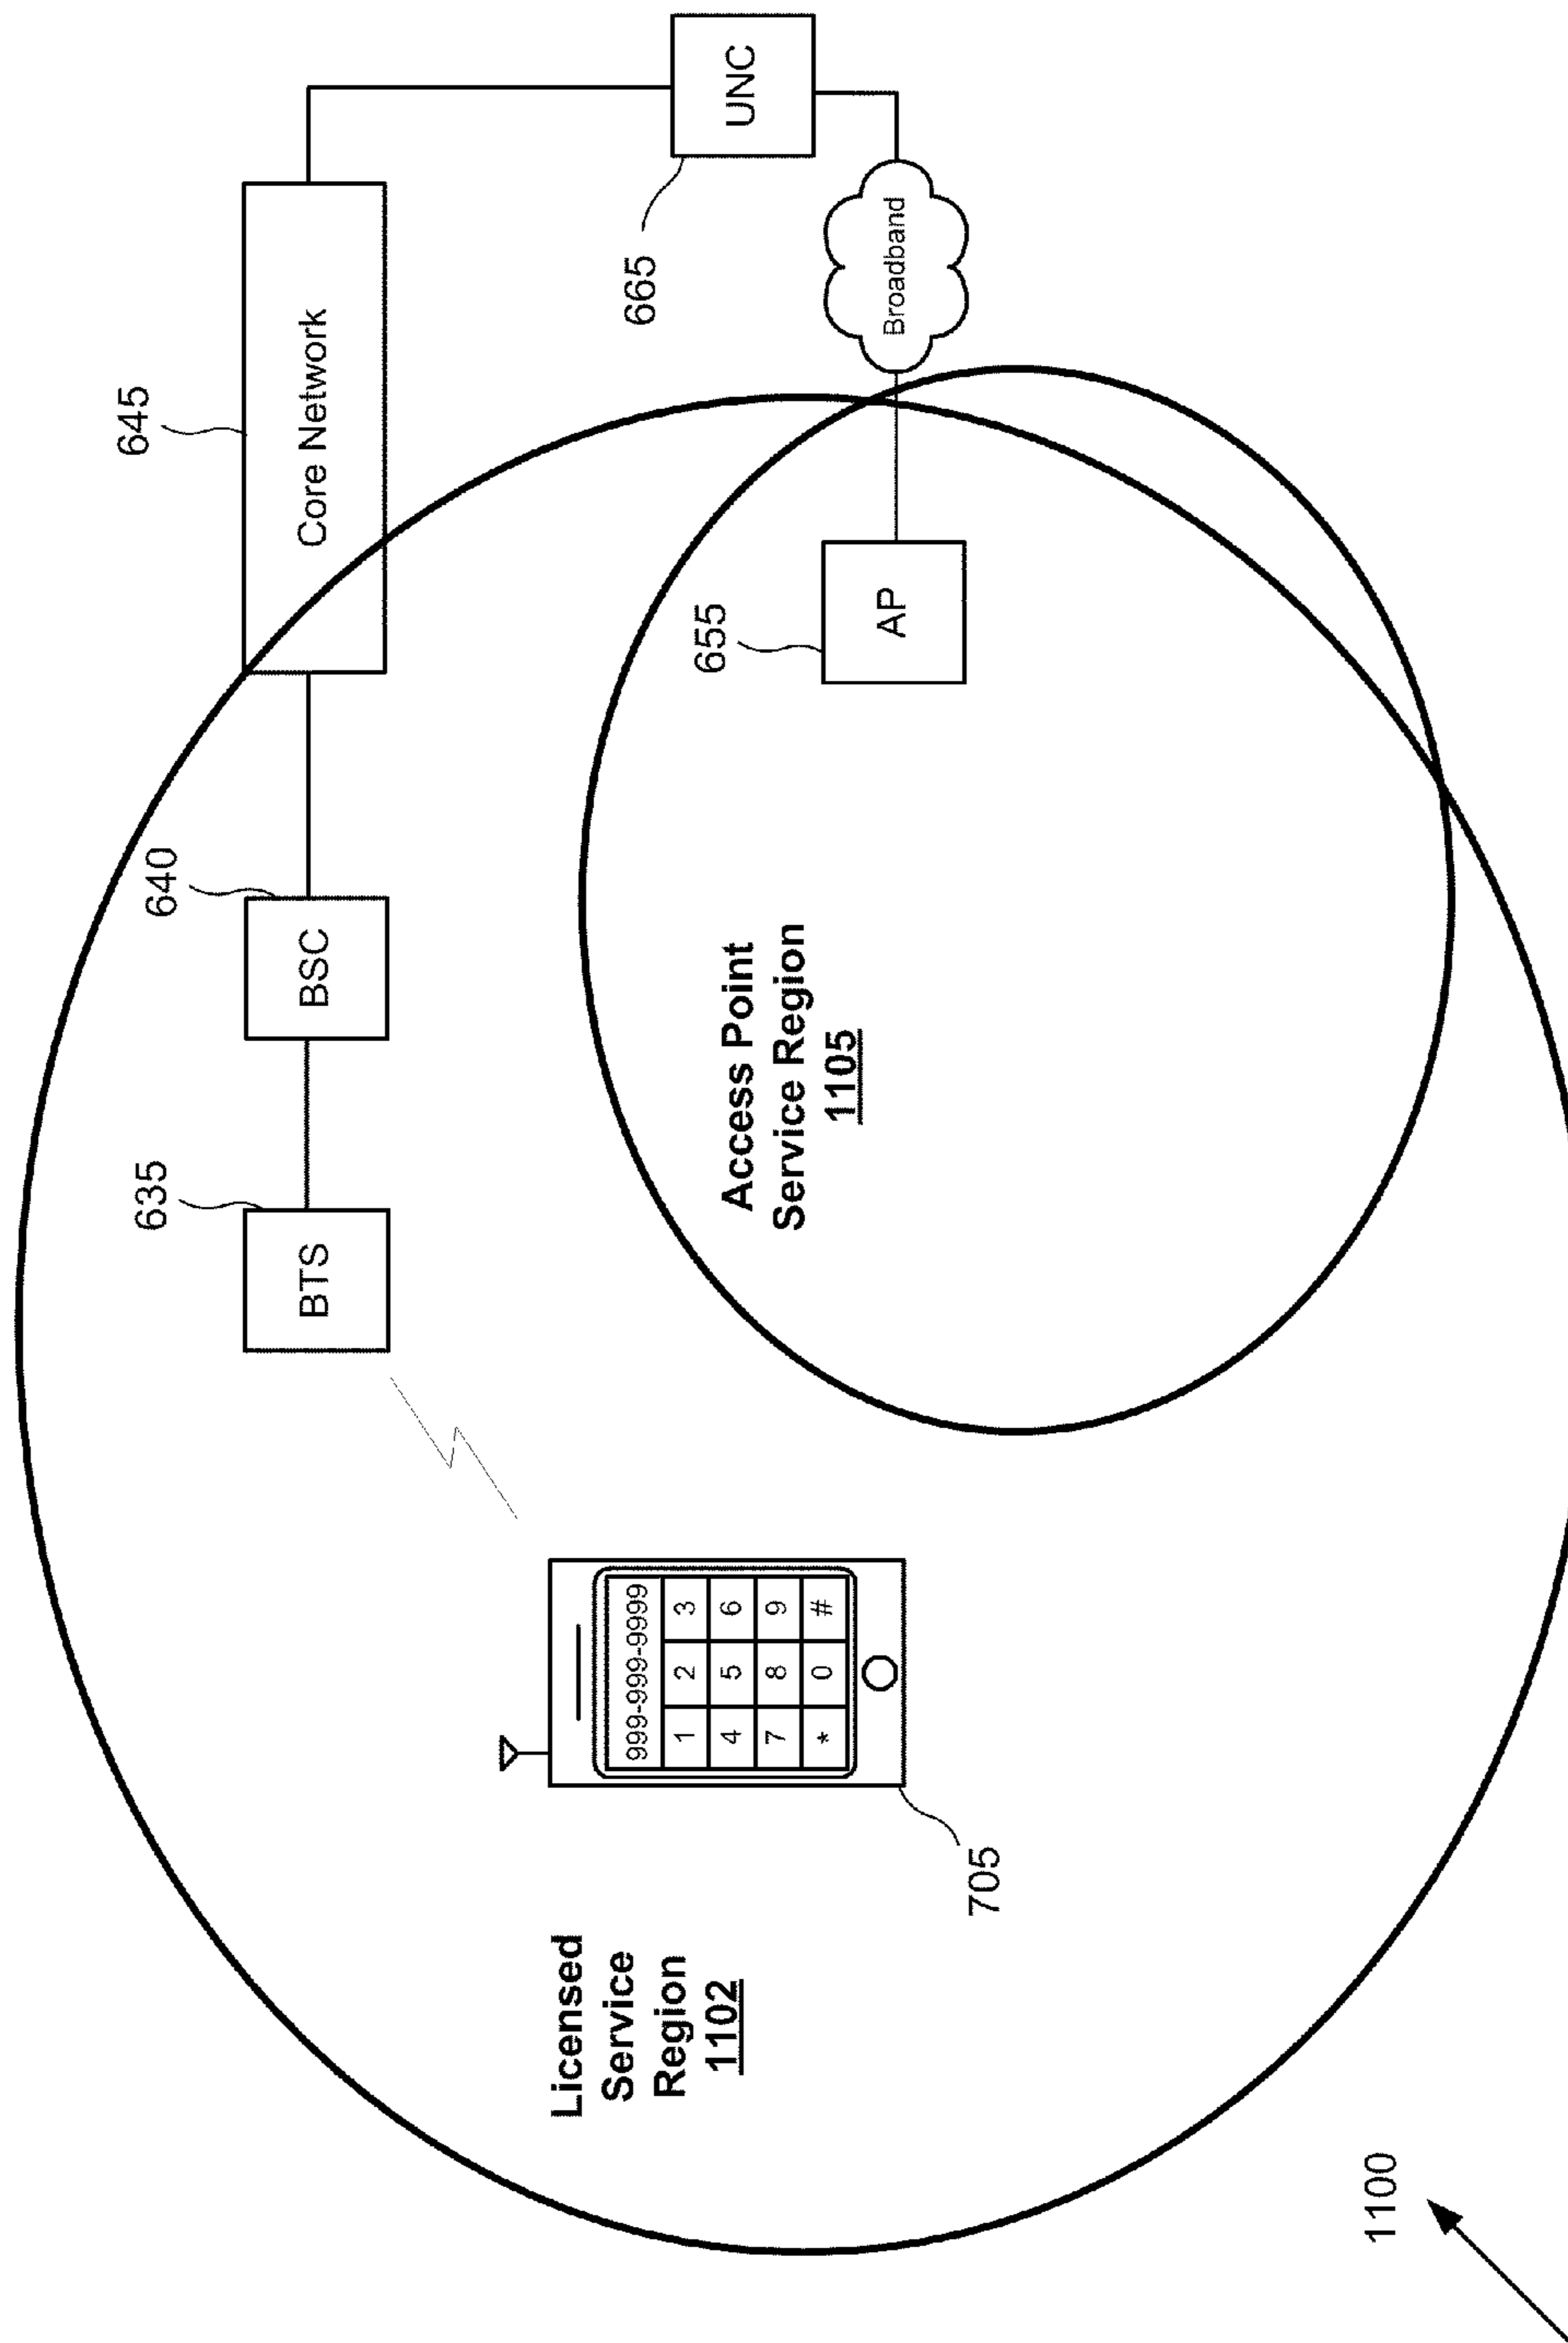 645
Core Network
640
BSC
635
BTS
665
UNC
Broadband
655
AP
Access Point
Service Region
1105
999-999-9999
1 2 3
4 5 6
7 8 9
* 0 #
705
Licensed
Service
Region
1102
1100